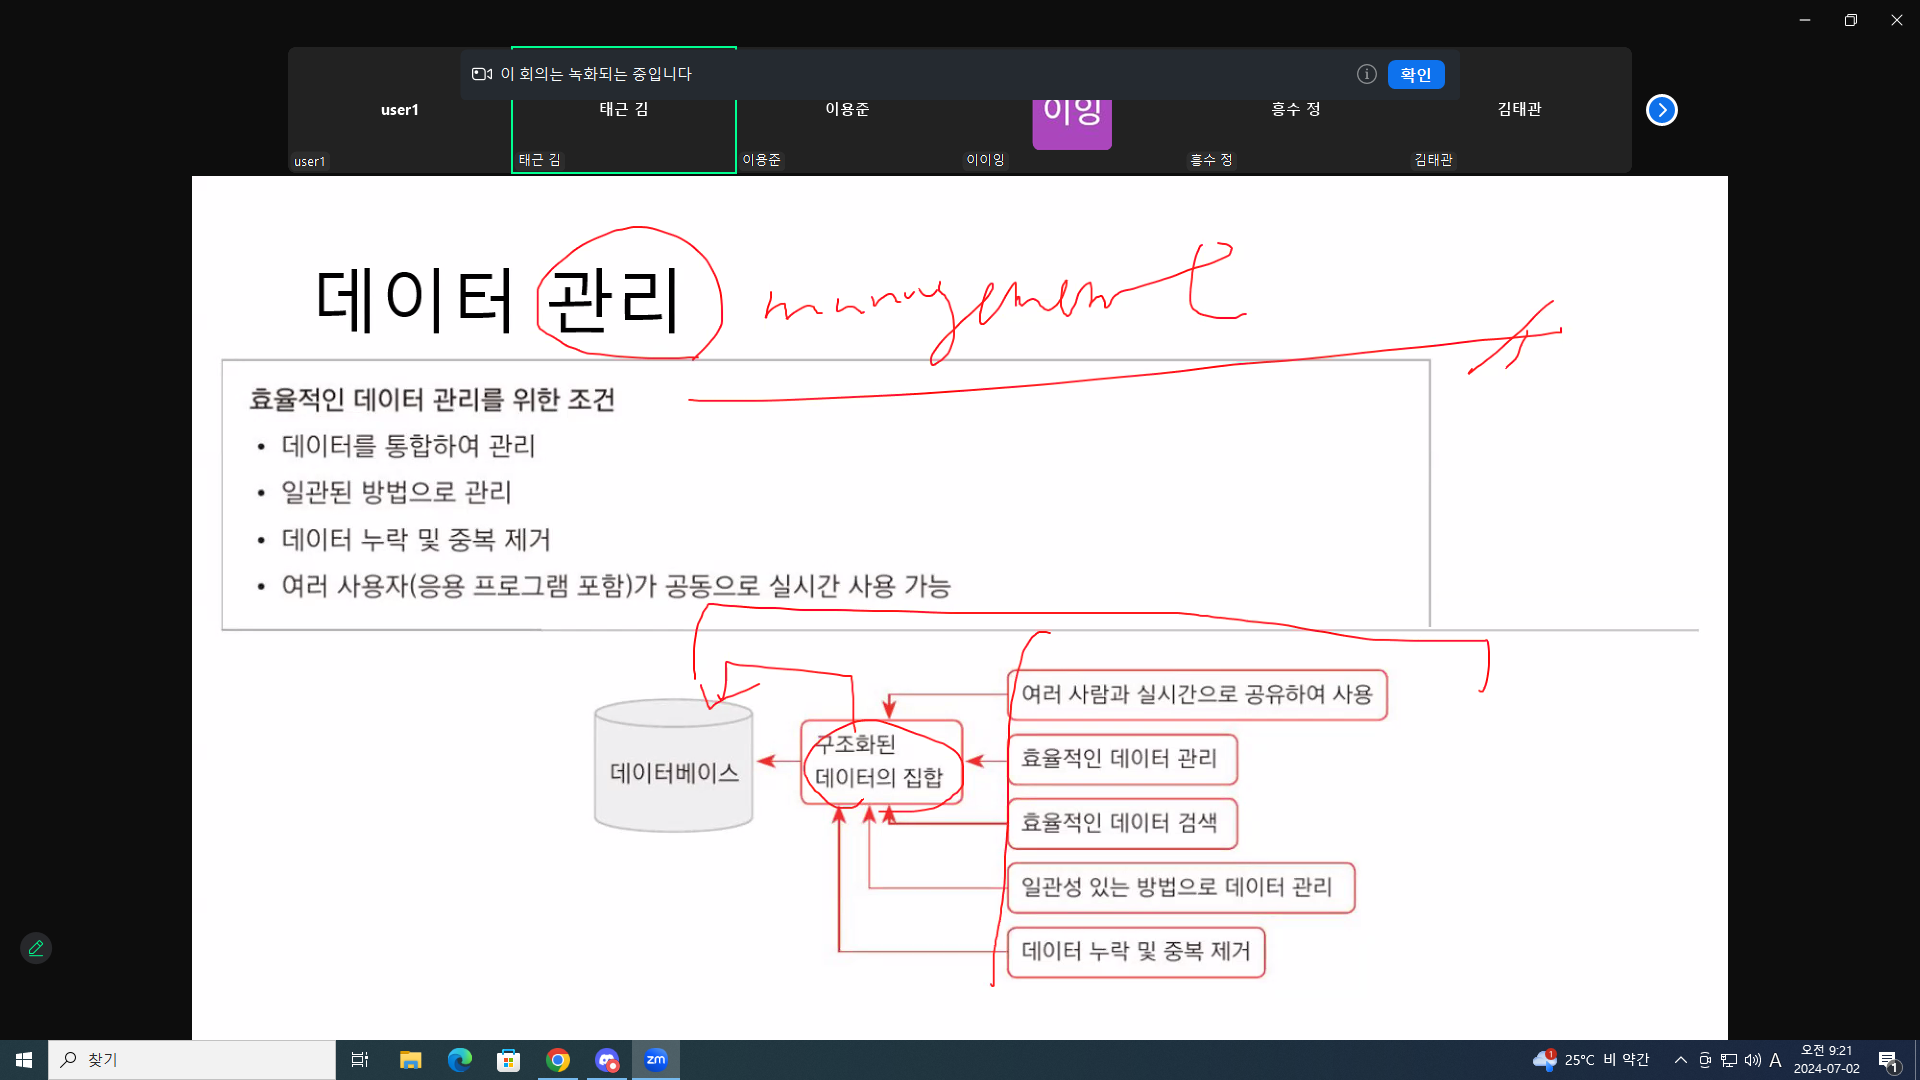 이 회의는 녹화되는 중입니다
확인
user1
태근 김
이용준
이잉
흥수 정
김태관
user1
태근 김
이용준
이이잉
흥수 정
김태관
데이터 관리 management
효율적인 데이터 관리를 위한 조건
• 데이터를 통합하여 관리
• 일관된 방법으로 관리
• 데이터 누락 및 중복 제거
• 여러 사용자(응용 프로그램 포함)가 공동으로 실시간 사용 가능
데이터베이스
구조화된
데이터의 집합
여러 사람과 실시간으로 공유하여 사용
효율적인 데이터 관리
효율적인 데이터 검색
일관성 있는 방법으로 데이터 관리
데이터 누락 및 중복 제거
찾기
zm
1
25°C 비 약간
A
오전 9:21
2024-07-02
1